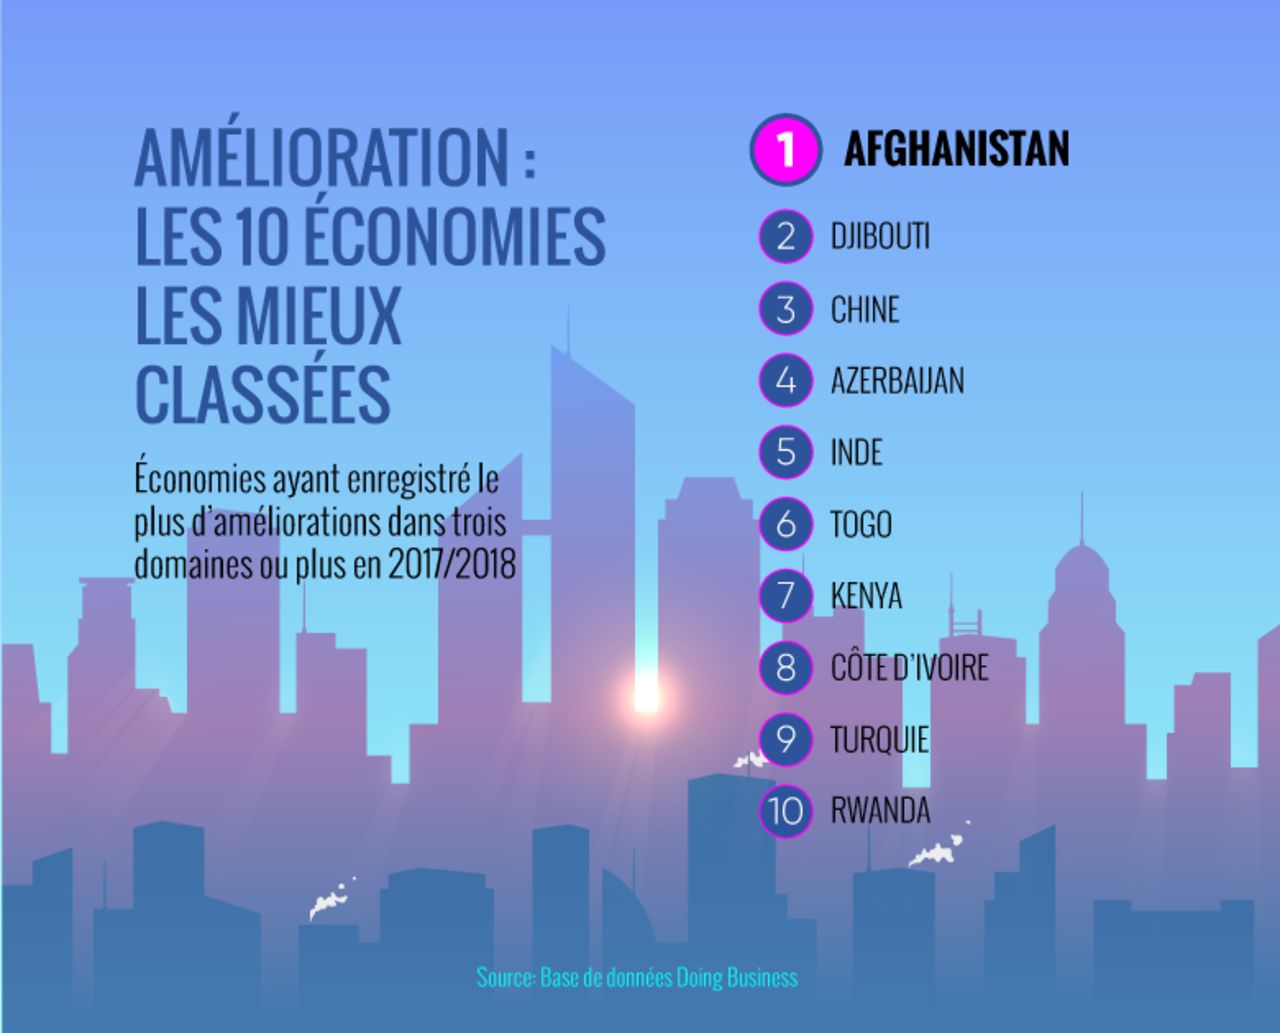 AMÉLIORATION :
LES 10 ÉCONOMIES
LES MIEUX
CLASSÉES
Économies ayant enregistré le
plus d'améliorations dans trois
domaines ou plus en 2017/2018
1 AFGHANISTAN
2 DJIBOUTI
3 CHINE
4 AZERBAIJAN
5 INDE
6 TOGO
7 KENYA
8 CÔTE D'IVOIRE
9 TURQUIE
10 RWANDA
Source: Base de données Doing Business